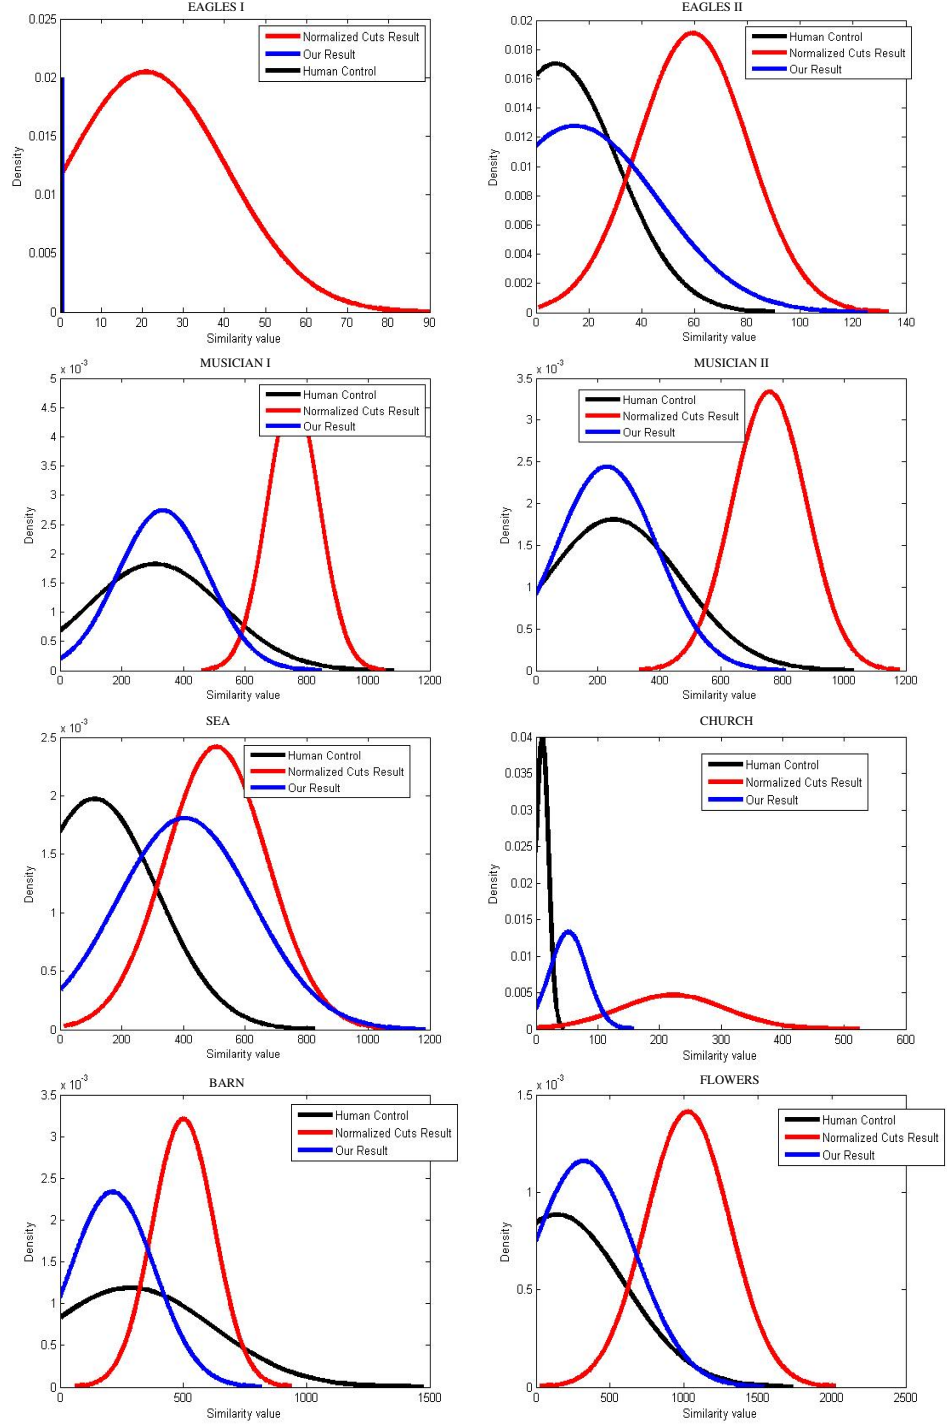 EAGLES I
0.025
0.02
0.015
0.01
0.005
0
Density
Normalized Cuts Result
Our Result
Human Control
0 10 20 30 40 50 60 70 80 90
Similarity value
EAGLES II
0.02
0.018
0.016
0.014
0.012
0.01
0.008
0.006
0.004
0.002
0
Density
Human Control
Normalized Cuts Result
Our Result
0 20 40 60 80 100 120 140
Similarity value
MUSICIAN I
x 10⁻³
5
4.5
4
3.5
3
2.5
2
1.5
1
0.5
0
Density
Human Control
Normalized Cuts Result
Our Result
0 200 400 600 800 1000 1200
Similarity value
MUSICIAN II
x 10⁻³
3.5
3
2.5
2
1.5
1
0.5
0
Density
Human Control
Normalized Cuts Result
Our Result
0 200 400 600 800 1000 1200
Similarity value
SEA
x 10⁻³
2.5
2
1.5
1
0.5
0
Density
Human Control
Normalized Cuts Result
Our Result
0 200 400 600 800 1000 1200
Similarity value
CHURCH
0.04
0.035
0.03
0.025
0.02
0.015
0.01
0.005
0
Density
Human Control
Normalized Cuts Result
Our Result
0 100 200 300 400 500 600
Similarity value
BARN
x 10⁻³
3.5
3
2.5
2
1.5
1
0.5
0
Density
Human Control
Normalized Cuts Result
Our Result
0 500 1000 1500
Similarity value
FLOWERS
x 10⁻³
1.5
1
0.5
0
Density
Human Control
Normalized Cuts Result
Our Result
0 500 1000 1500 2000 2500
Similarity value